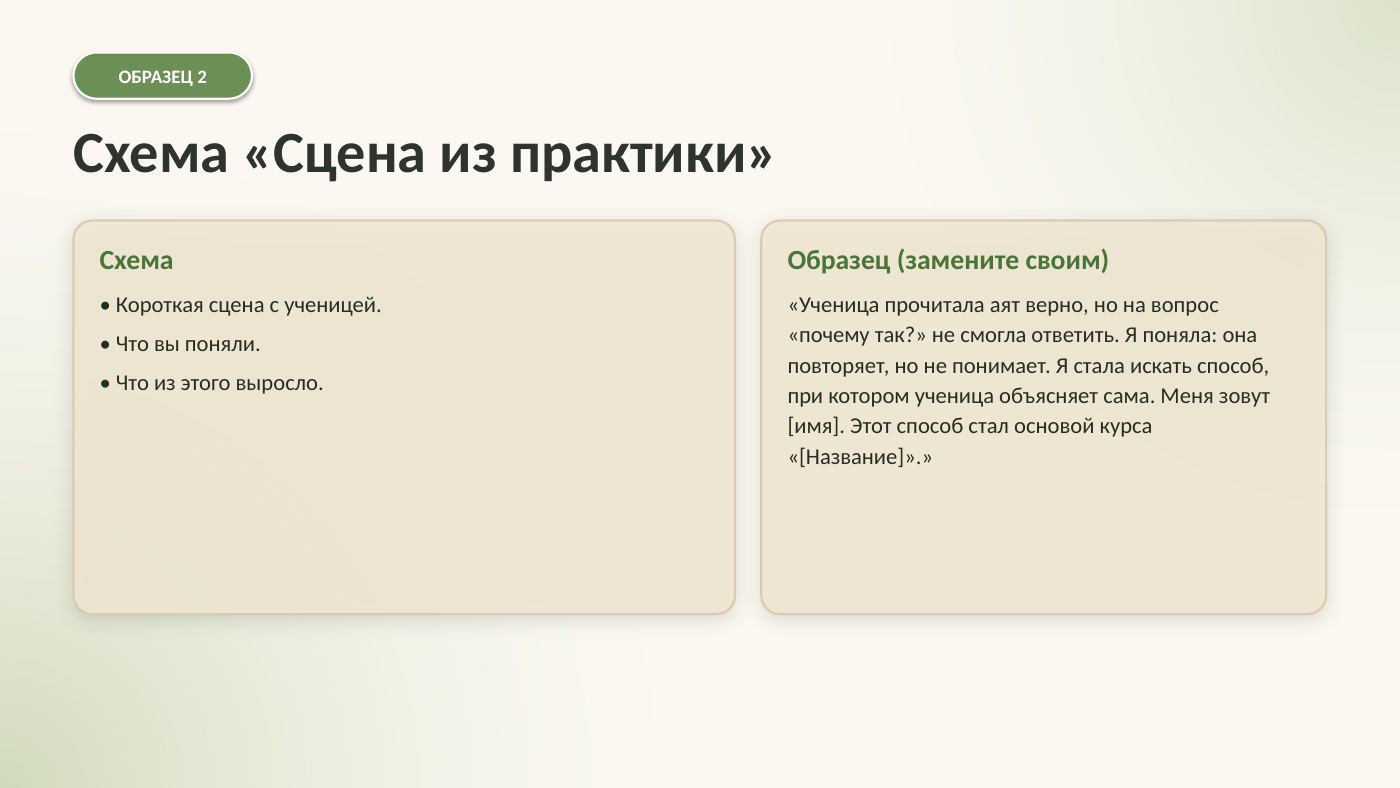 ОБРАЗЕЦ 2
Схема «Сцена из практики»
Схема
• Короткая сцена с ученицей.
• Что вы поняли.
• Что из этого выросло.
Образец (замените своим)
«Ученица прочитала аят верно, но на вопрос
«почему так?» не смогла ответить. Я поняла: она
повторяет, но не понимает. Я стала искать способ,
при котором ученица объясняет сама. Меня зовут
[имя]. Этот способ стал основой курса
«[Название]».»